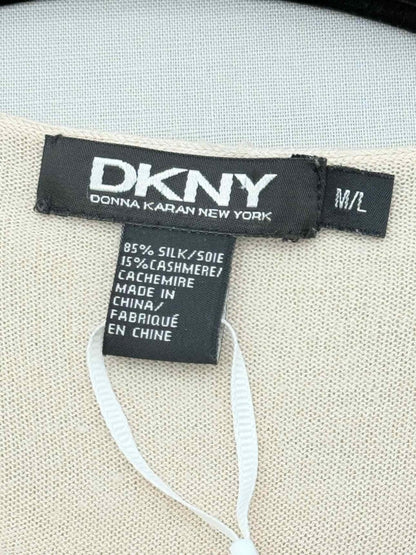 DKNY
DONNA KARAN NEW YORK
M/L
85% SILK/SOIE
15% CASHMERE/
CACHEMIRE
MADE IN
CHINA/
FABRIQUÉ
EN CHINE